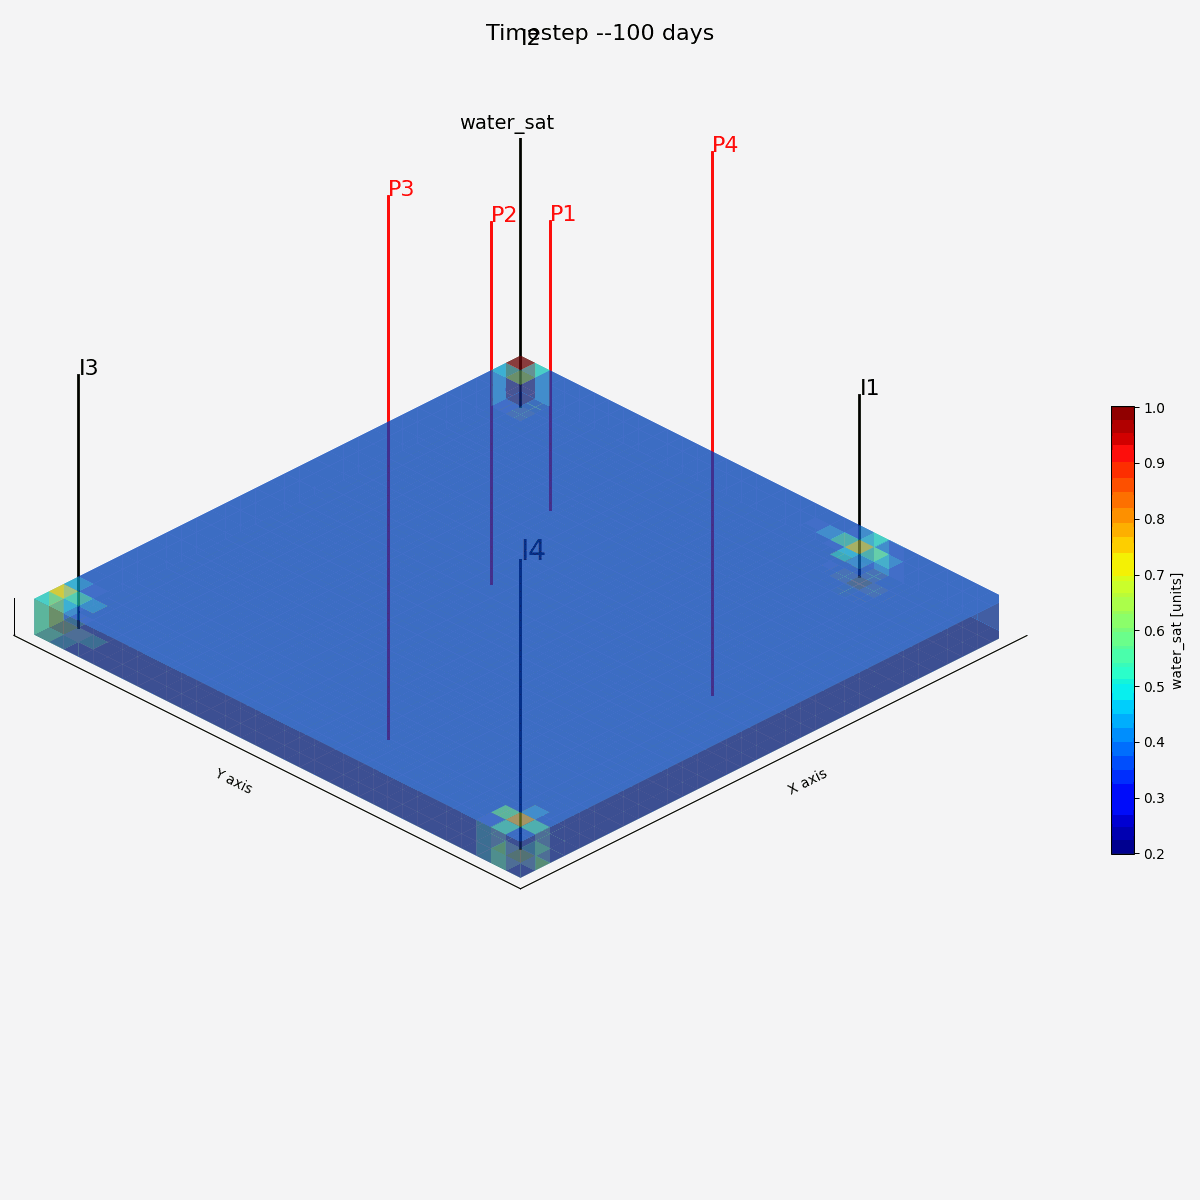 Timestep --100 days
I2
water_sat
P4
P3
P2
P1
I3
I1
I4
1.0
0.9
0.8
0.7
0.6
0.5
0.4
0.3
0.2
water_sat [units]
Y axis
X axis